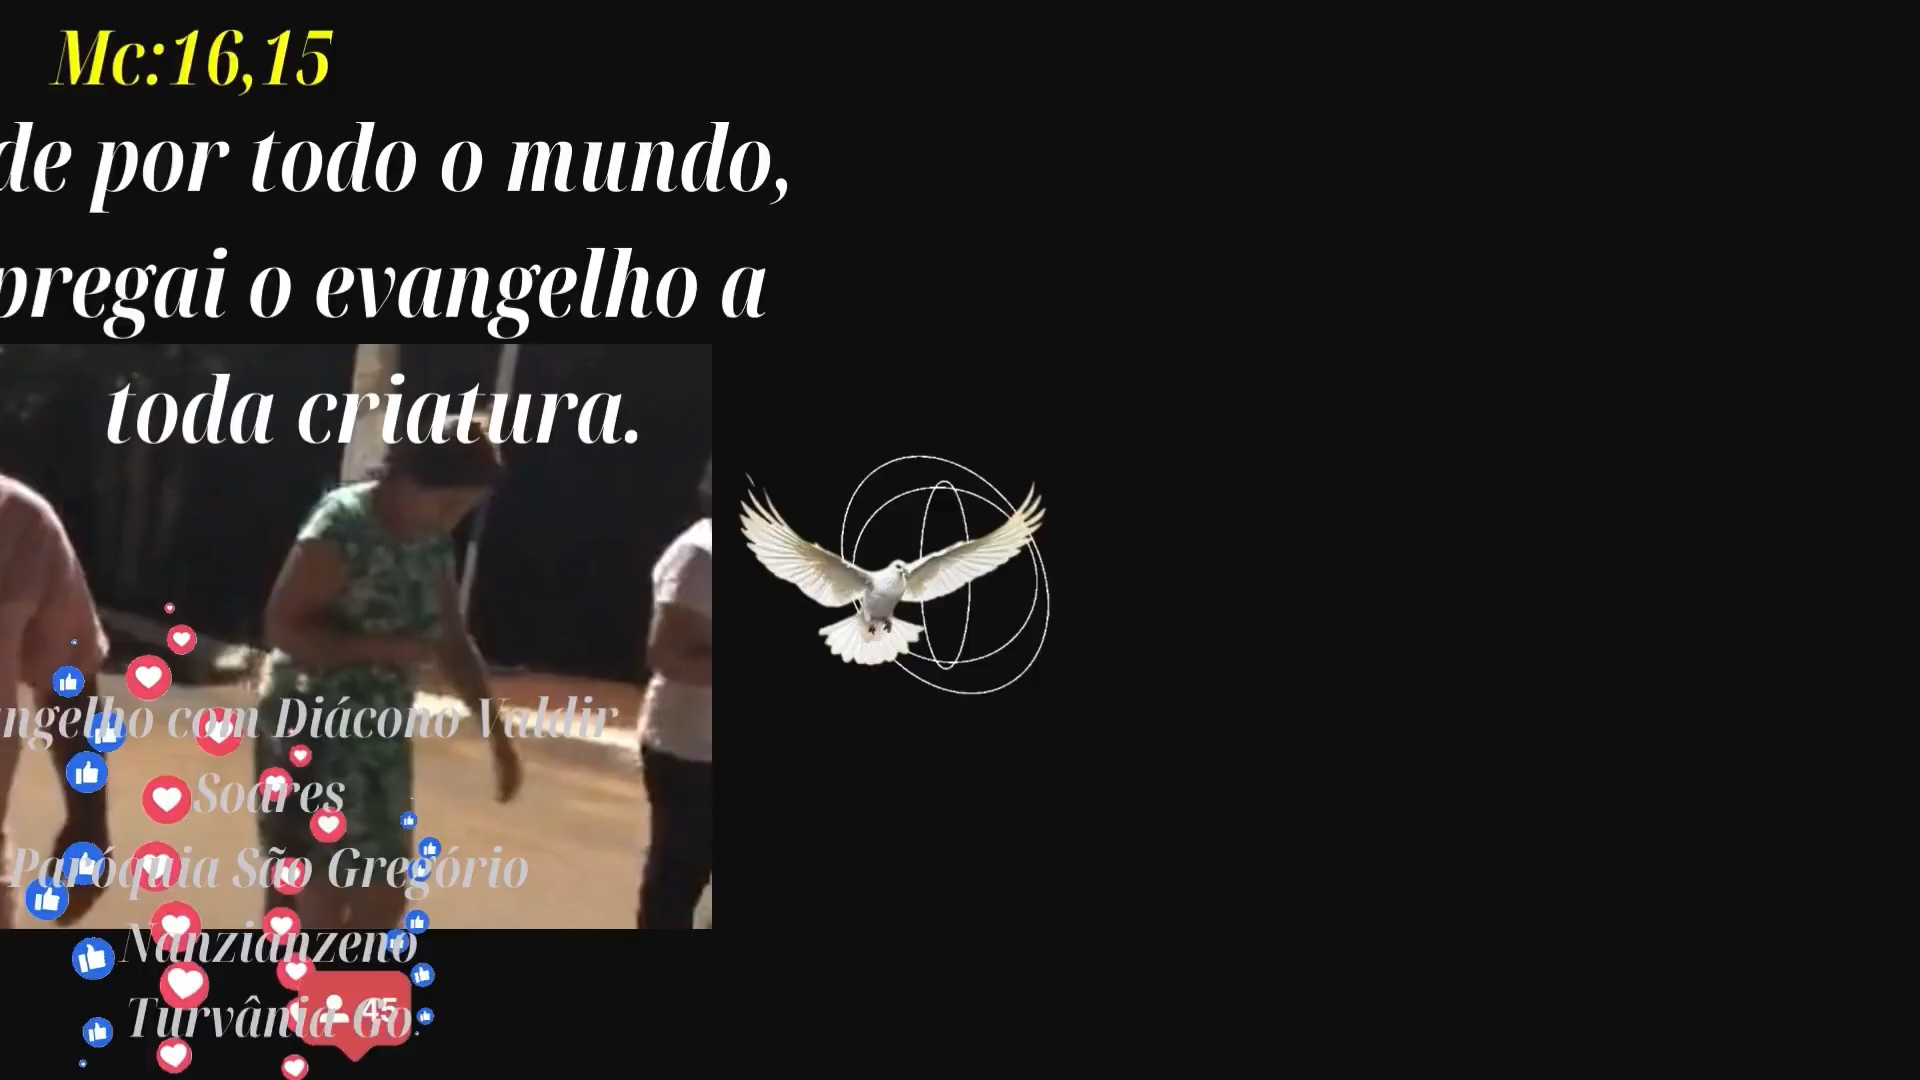 Mc:16,15
de por todo o mundo,
pregai o evangelho a
toda criatura.
angelho com Diácono Valdir
Soares
Paróquia São Gregório
Nanzianzeno
Turvânia Go.
45